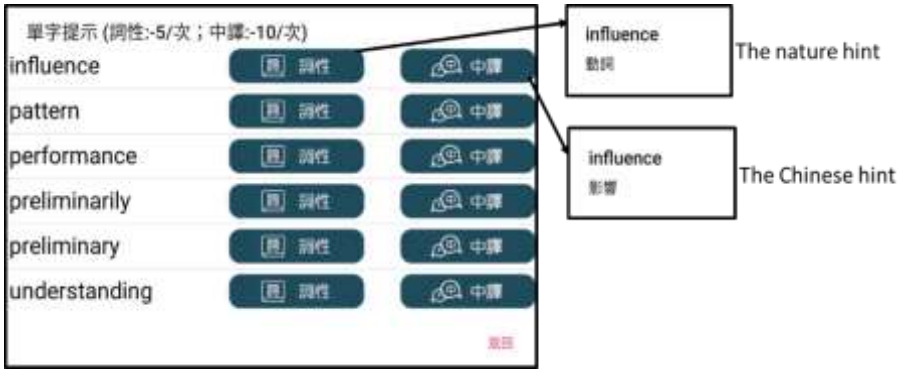 單字提示 (詞性:-5/次；中譯:-10/次)
influence 詞性 中譯
pattern 詞性 中譯
performance 詞性 中譯
preliminarily 詞性 中譯
preliminary 詞性 中譯
understanding 詞性 中譯
返回
influence
動詞
The nature hint
influence
影響
The Chinese hint